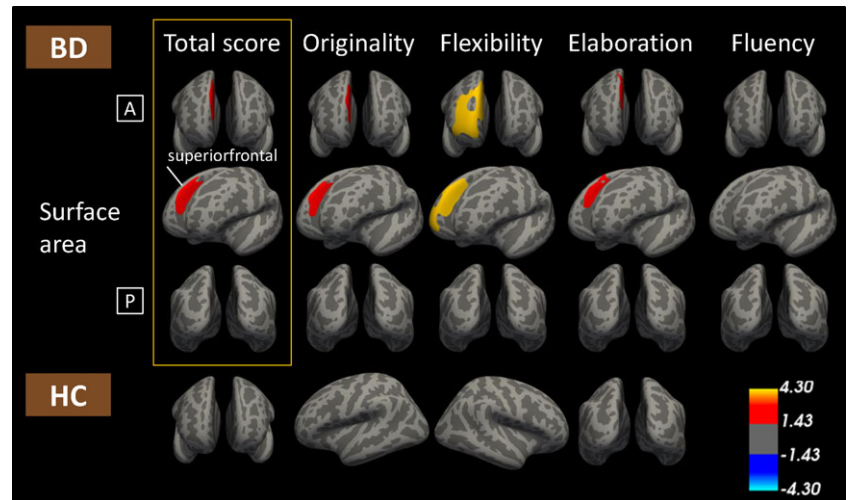 BD
Total score
Originality
Flexibility
Elaboration
Fluency
A
superiorfrontal
Surface
area
P
HC
4.30
1.43
-1.43
-4.30